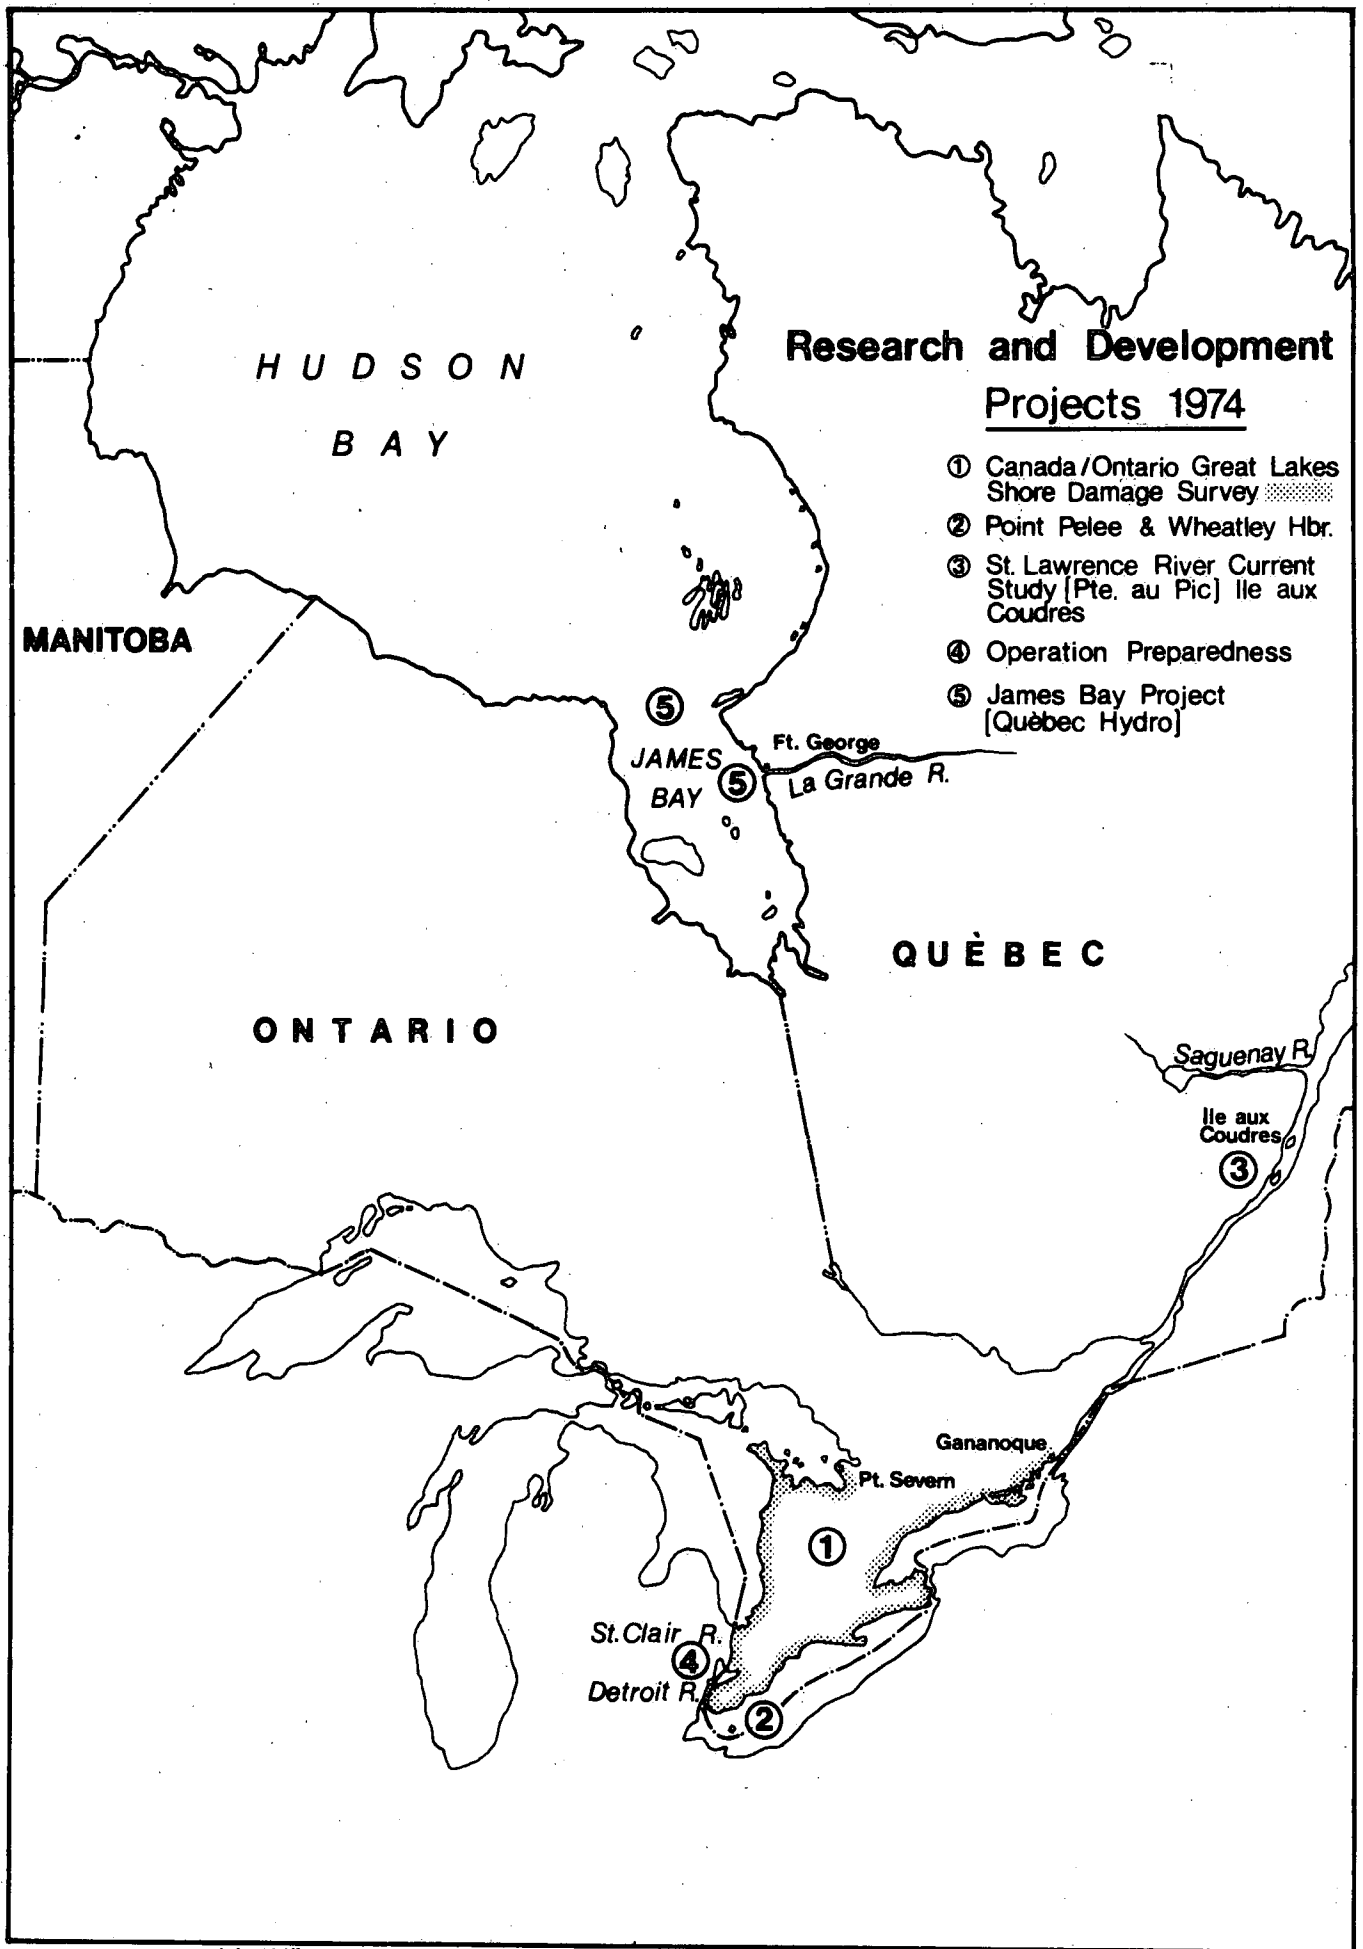 Research and Development
Projects 1974
① Canada/Ontario Great Lakes
Shore Damage Survey
② Point Pelee & Wheatley Hbr.
③ St. Lawrence River Current
Study [Pte. au Pic] Ile aux
Coudres
④ Operation Preparedness
⑤ James Bay Project
[Quèbec Hydro]
HUDSON
BAY
MANITOBA
⑤
JAMES
BAY
⑤
Ft. George
La Grande R.
QUÈBEC
ONTARIO
Saguenay R.
Ile aux
Coudres
③
Gananoque
Pt. Severn
①
St. Clair R.
④
Detroit R.
②